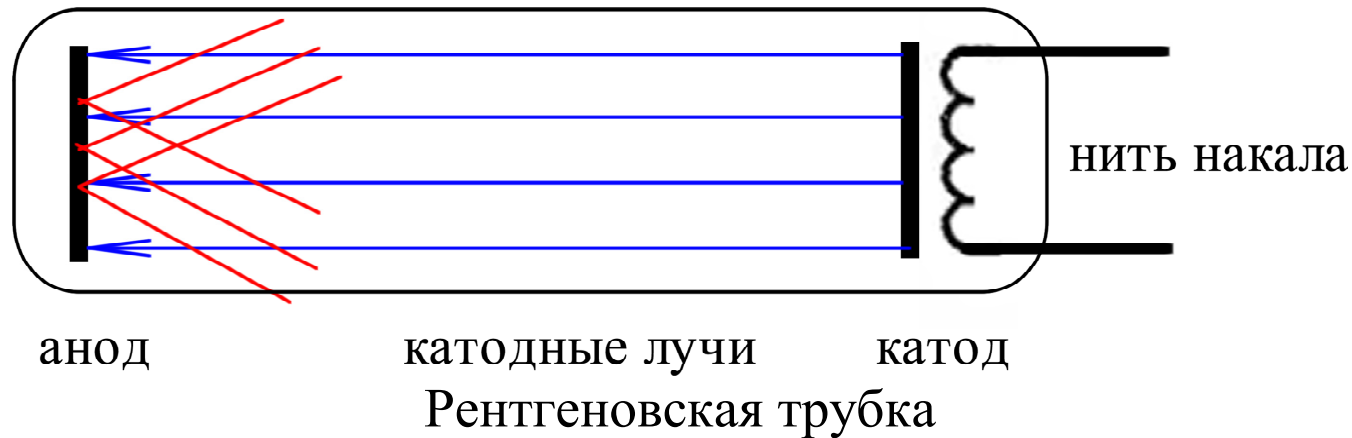 нить накала
анод катодные лучи катод
Рентгеновская трубка